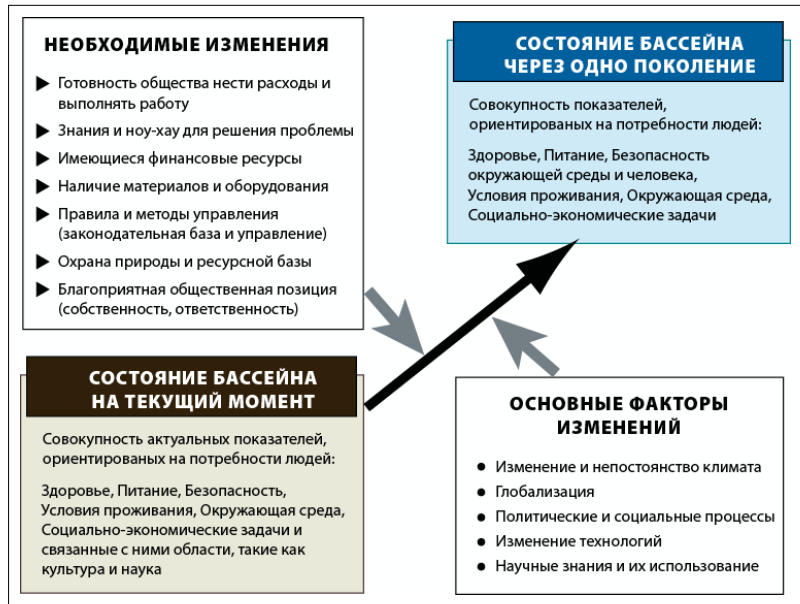 НЕОБХОДИМЫЕ ИЗМЕНЕНИЯ
Готовность общества нести расходы и
выполнять работу
Знания и ноу-хау для решения проблемы
Имеющиеся финансовые ресурсы
Наличие материалов и оборудования
Правила и методы управления
(законодательная база и управление)
Охрана природы и ресурсной базы
Благоприятная общественная позиция
(собственность, ответственность)
СОСТОЯНИЕ БАССЕЙНА
ЧЕРЕЗ ОДНО ПОКОЛЕНИЕ
Совокупность показателей,
ориентированых на потребности людей:
Здоровье, Питание, Безопасность
окружающей среды и человека,
Условия проживания, Окружающая среда,
Социально-экономические задачи
СОСТОЯНИЕ БАССЕЙНА
НА ТЕКУЩИЙ МОМЕНТ
Совокупность актуальных показателей,
ориентированых на потребности людей:
Здоровье, Питание, Безопасность,
Условия проживания, Окружающая среда,
Социально-экономические задачи и
связанные с ними области, такие как
культура и наука
ОСНОВНЫЕ ФАКТОРЫ
ИЗМЕНЕНИЙ
Изменение и непостоянство климата
Глобализация
Политические и социальные процессы
Изменение технологий
Научные знания и их использование